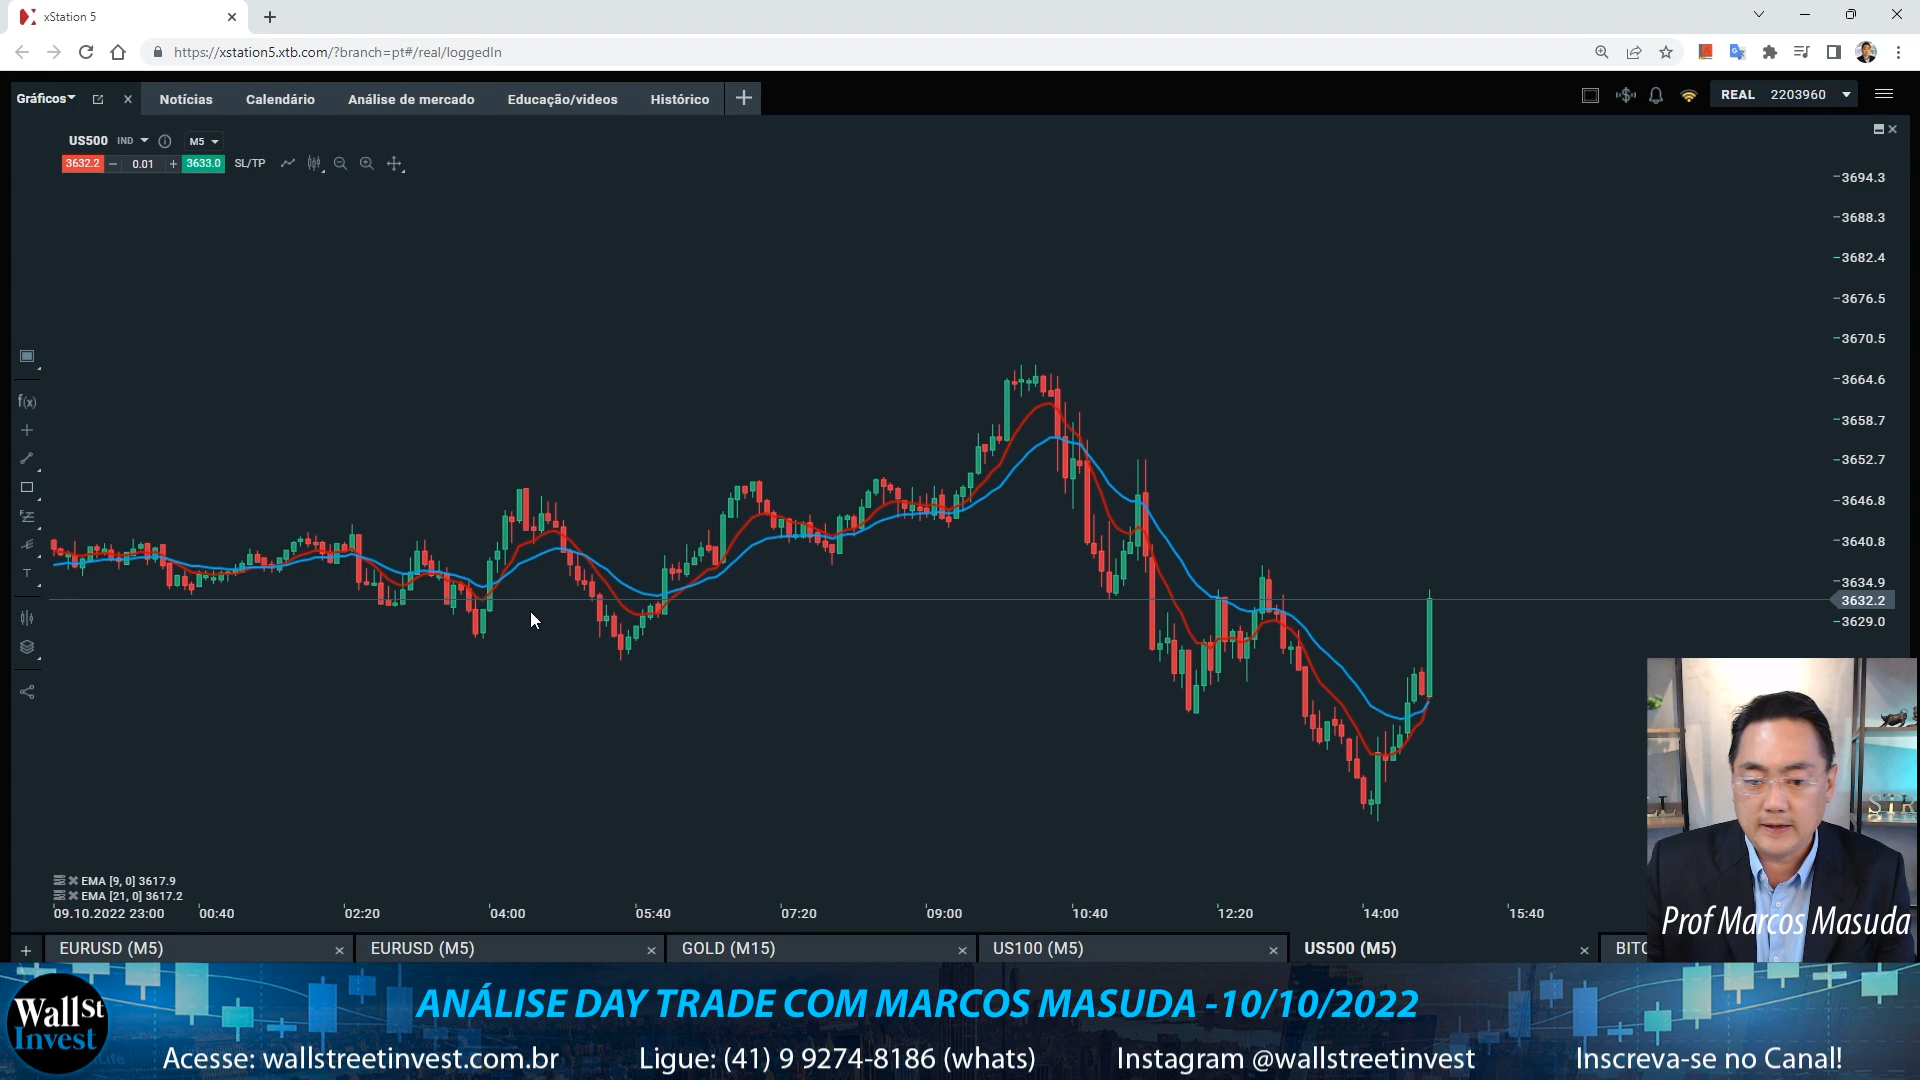 xStation 5
https://xstation5.xtb.com/?branch=pt#/real/loggedIn
Gráficos
Notícias
Calendário
Análise de mercado
Educação/videos
Histórico
REAL 2203960
US500 IND M5
3632.2 − 0.01 + 3633.0 SL/TP
3694.3
3688.3
3682.4
3676.5
3670.5
3664.6
3658.7
3652.7
3646.8
3640.8
3634.9
3632.2
3629.0
f(x)
T
EMA [9, 0] 3617.9
EMA [21, 0] 3617.2
09.10.2022 23:00 00:40 02:20 04:00 05:40 07:20 09:00 10:40 12:20 14:00 15:40
Prof Marcos Masuda
EURUSD (M5) EURUSD (M5) GOLD (M15) US100 (M5) US500 (M5) BITC
Wall St
Invest
ANÁLISE DAY TRADE COM MARCOS MASUDA -10/10/2022
Acesse: wallstreetinvest.com.br Ligue: (41) 9 9274-8186 (whats) Instagram @wallstreetinvest Inscreva-se no Canal!